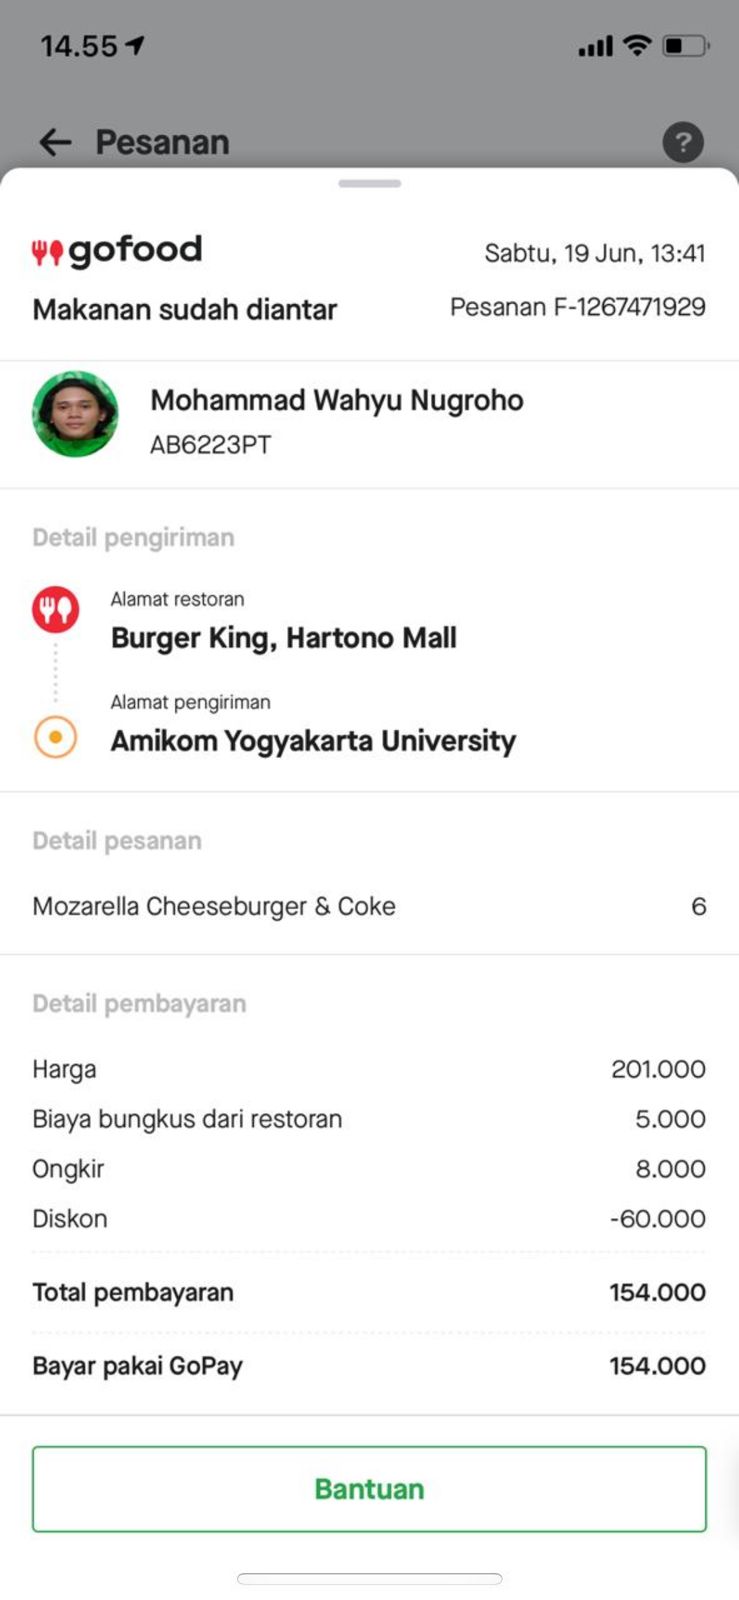 14.55
Pesanan
?
gofood
Sabtu, 19 Jun, 13:41
Makanan sudah diantar
Pesanan F-1267471929
Mohammad Wahyu Nugroho
AB6223PT
Detail pengiriman
Alamat restoran
Burger King, Hartono Mall
Alamat pengiriman
Amikom Yogyakarta University
Detail pesanan
Mozarella Cheeseburger & Coke 6
Detail pembayaran
Harga 201.000
Biaya bungkus dari restoran 5.000
Ongkir 8.000
Diskon -60.000
Total pembayaran 154.000
Bayar pakai GoPay 154.000
Bantuan